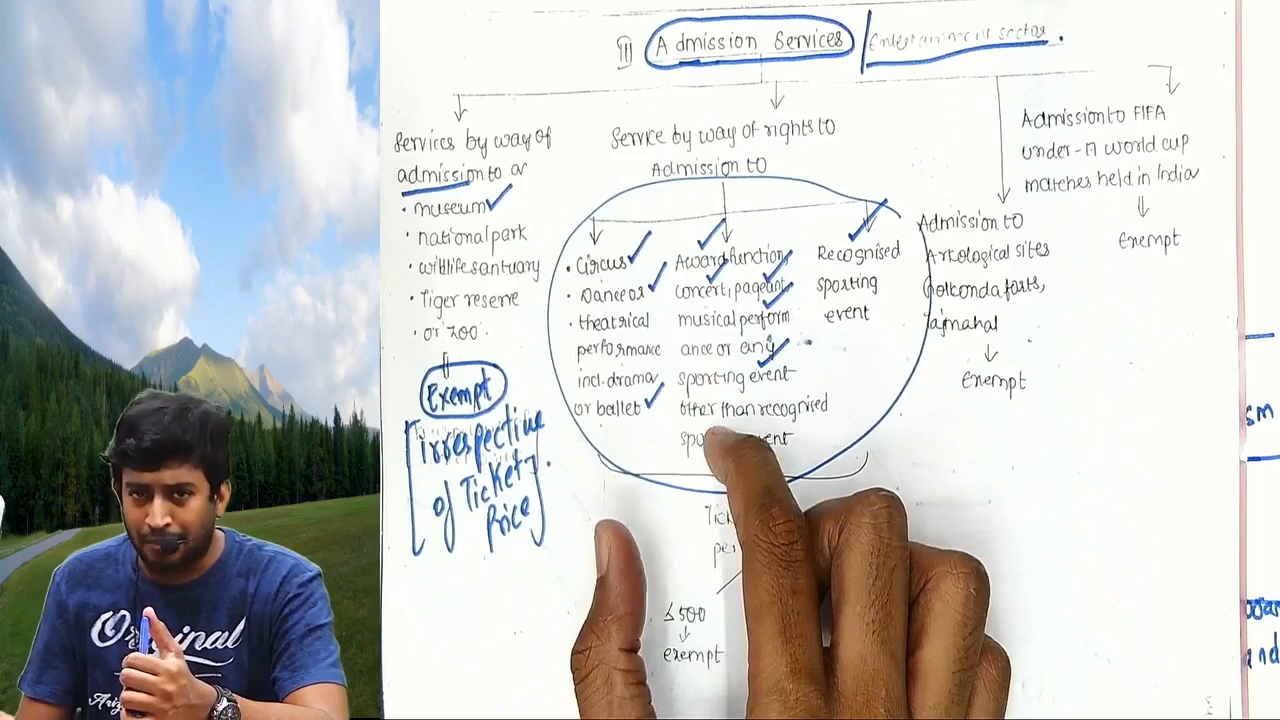 II) Admission Services
Entertainment sector.
Services by way of
admission to a
• museum
• national park
• wildlife santuary
• Tiger reserve
• or zoo.
Exempt
Irrespective
of Ticket
Price
Service by way of rights to
Admission to
• Circus
• Dance or
• theatrical
performance
incl. drama
or ballet
Award function,
concert, pageant,
musical perform
ance or any
sporting event
other than recognised
Recognised
sporting
event
≤500
exempt
Admission to
Arkological sites
Golkonda forts,
Tajmahal
Exempt
Admission to FIFA
under-17 world cup
matches held in India
Exempt
Original